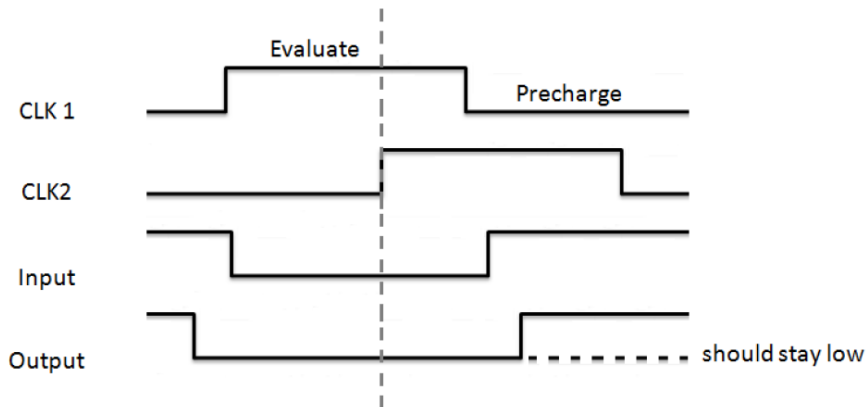 Evaluate
CLK 1
Precharge
CLK2
Input
Output
should stay low